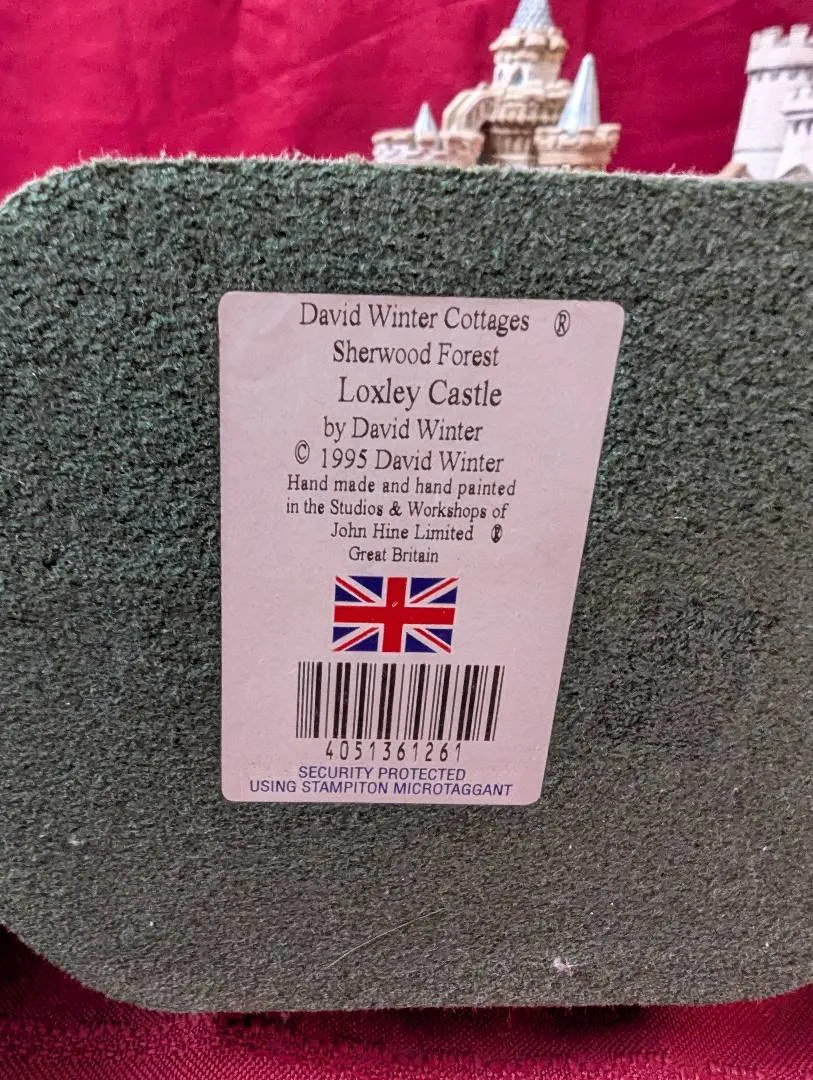 David Winter Cottages ®
Sherwood Forest
Loxley Castle
by David Winter
© 1995 David Winter
Hand made and hand painted
in the Studios & Workshops of
John Hine Limited ®
Great Britain
4051361261
SECURITY PROTECTED
USING STAMPITON MICROTAGGANT